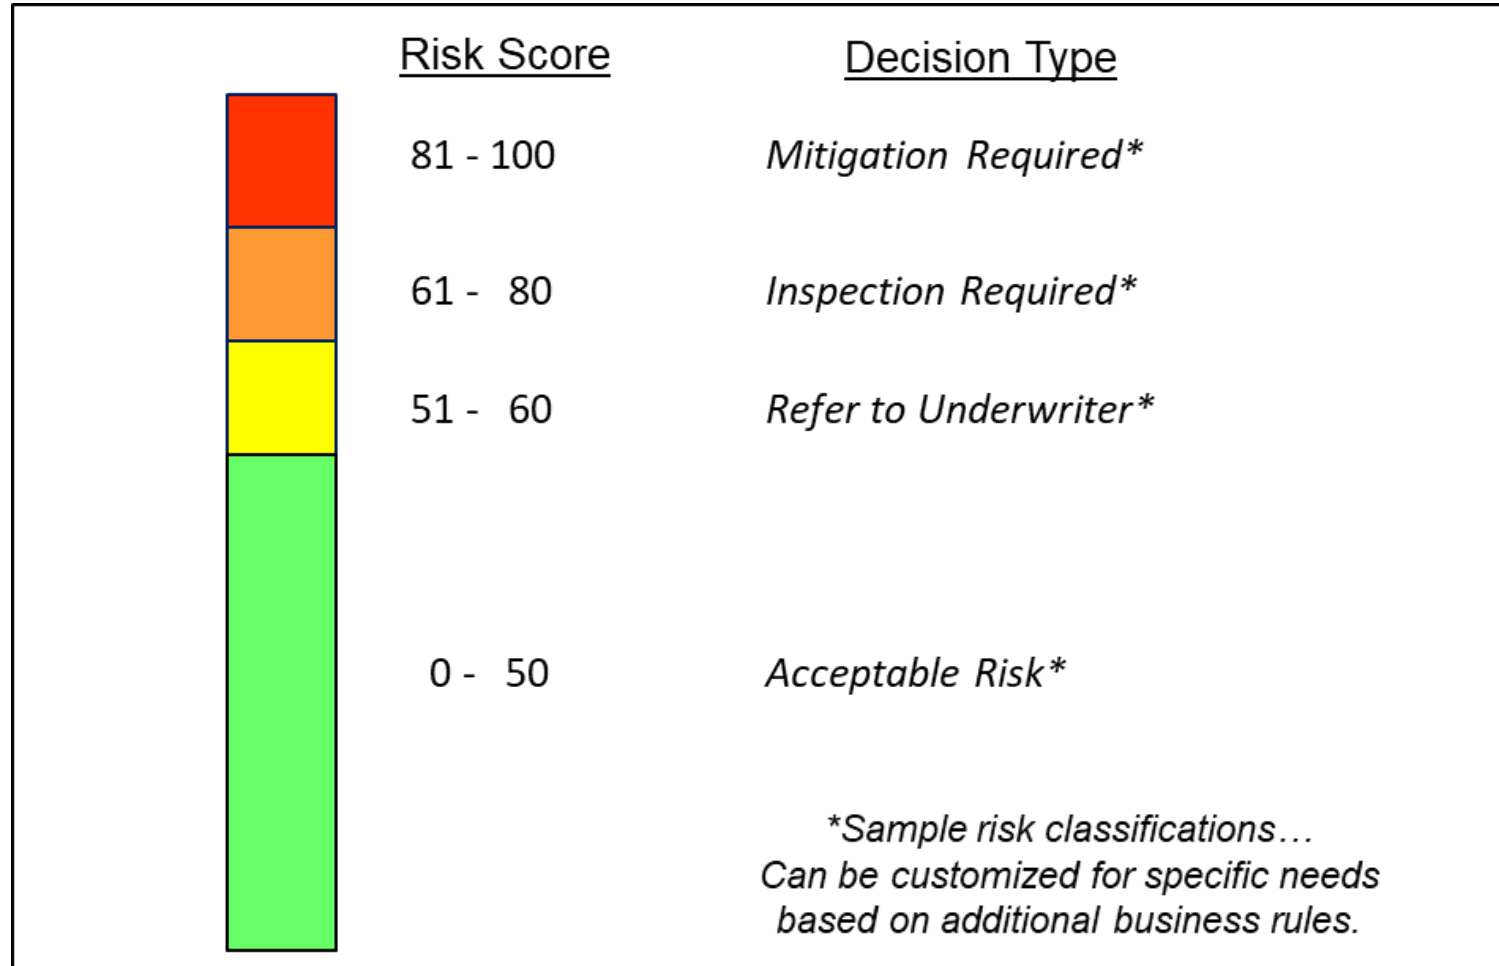 Risk Score Decision Type
81 - 100 Mitigation Required*
61 - 80 Inspection Required*
51 - 60 Refer to Underwriter*
0 - 50 Acceptable Risk*
*Sample risk classifications…
Can be customized for specific needs
based on additional business rules.